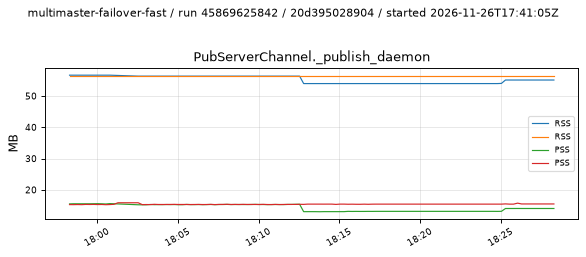 multimaster-failover-fast / run 45869625842 / 20d395028904 / started 2026-11-26T17:41:05Z
PubServerChannel._publish_daemon
MB
50
40
30
20
RSS
RSS
PSS
PSS
18:00
18:05
18:10
18:15
18:20
18:25